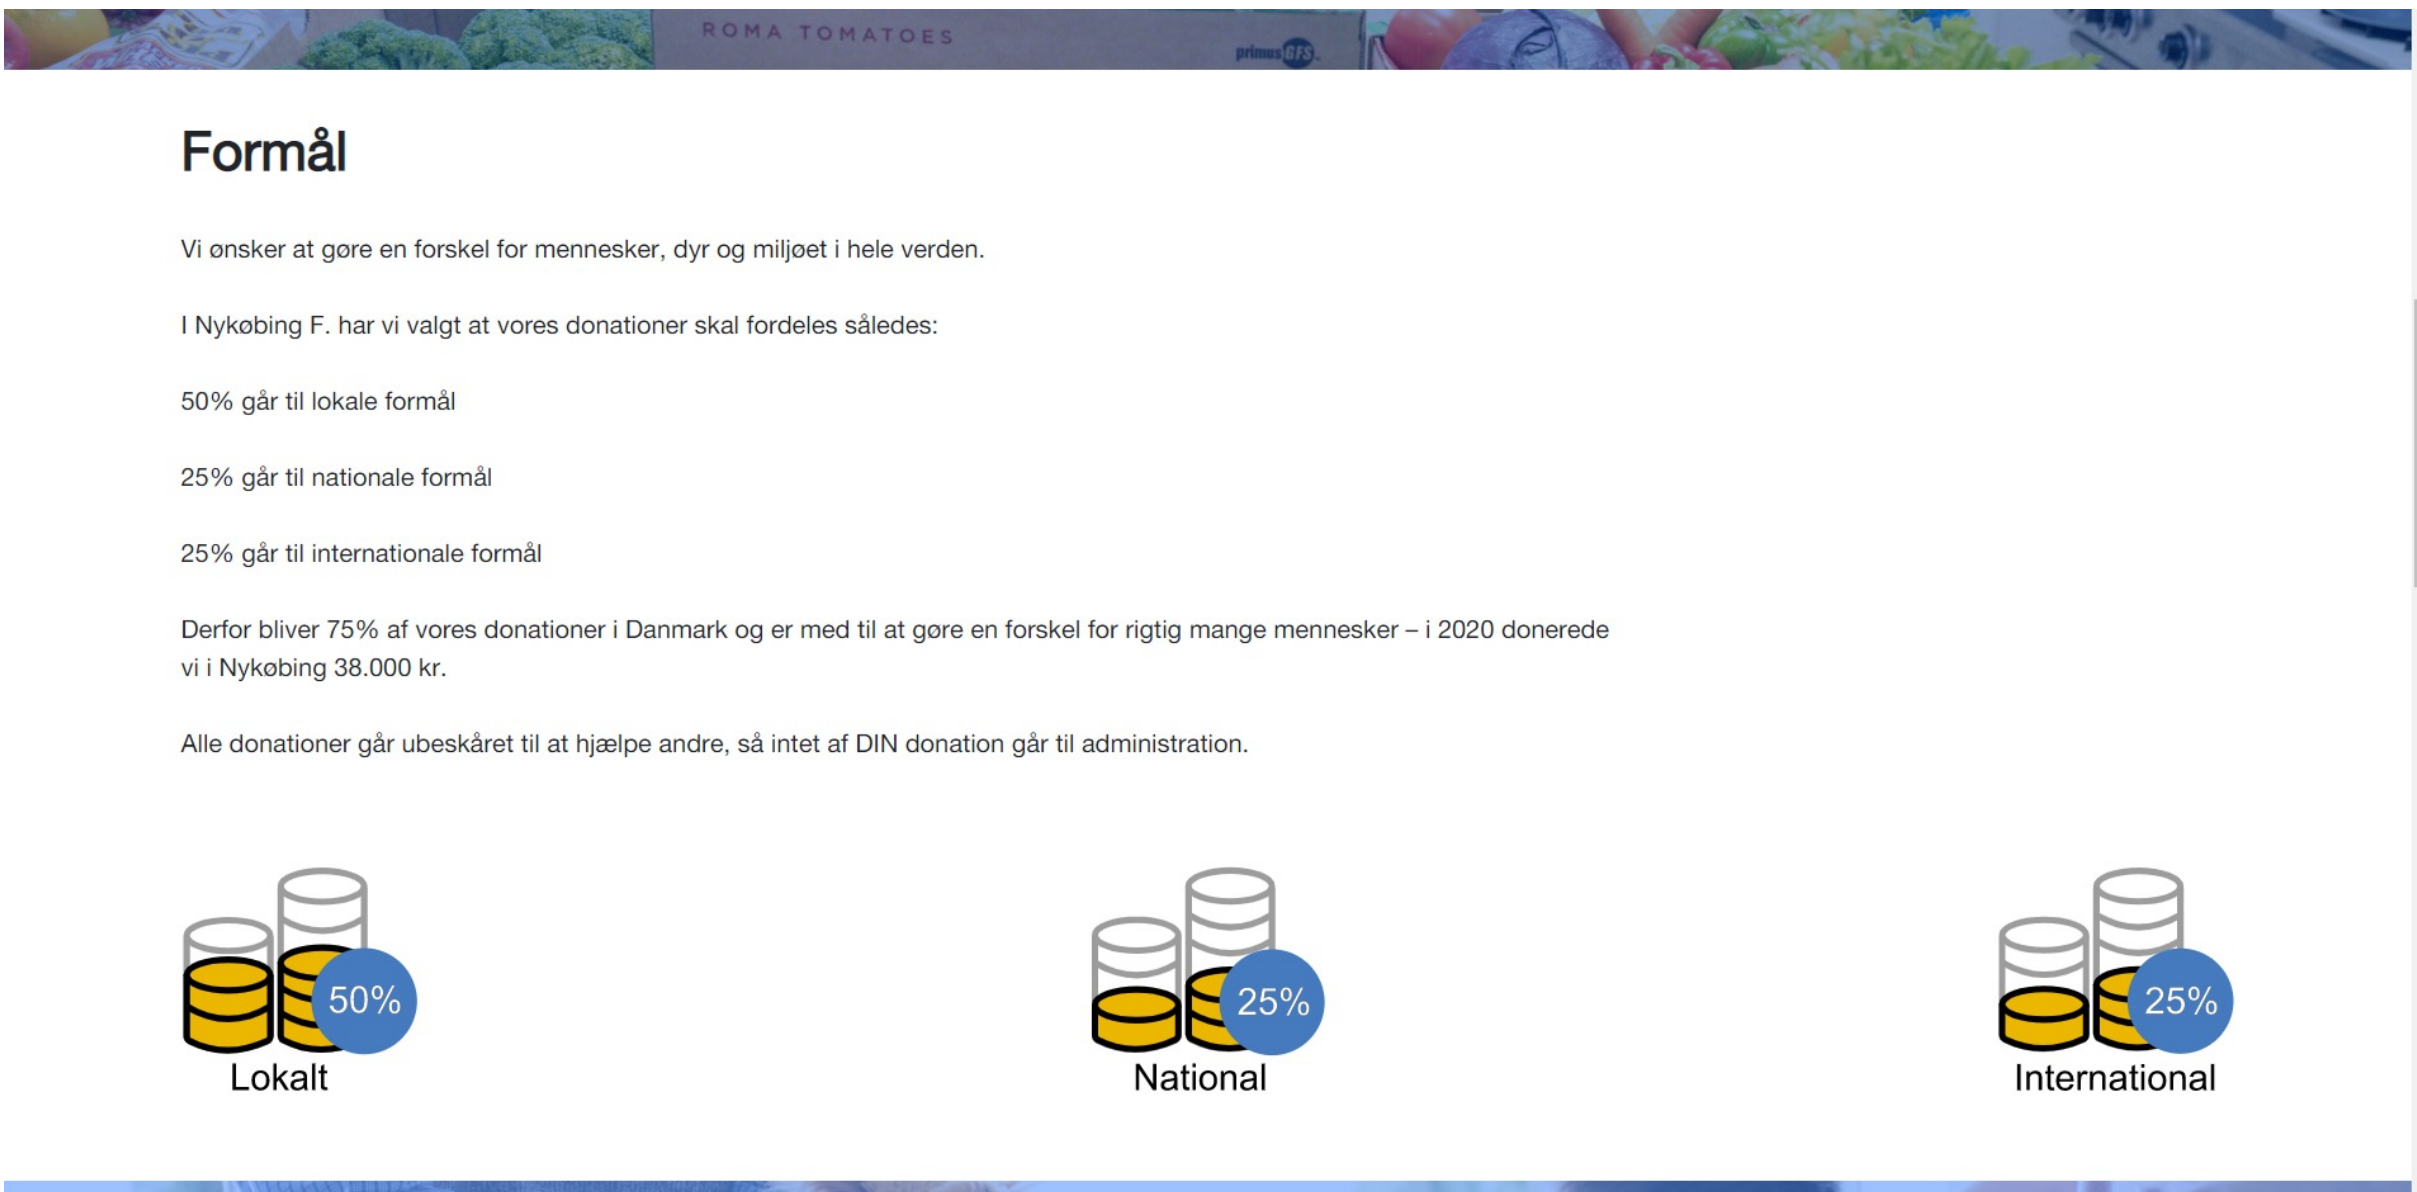 ROMA TOMATOES
primusGFS
Formål
Vi ønsker at gøre en forskel for mennesker, dyr og miljøet i hele verden.
I Nykøbing F. har vi valgt at vores donationer skal fordeles således:
50% går til lokale formål
25% går til nationale formål
25% går til internationale formål
Derfor bliver 75% af vores donationer i Danmark og er med til at gøre en forskel for rigtig mange mennesker – i 2020 donerede
vi i Nykøbing 38.000 kr.
Alle donationer går ubeskåret til at hjælpe andre, så intet af DIN donation går til administration.
50%
25%
25%
Lokalt
National
International